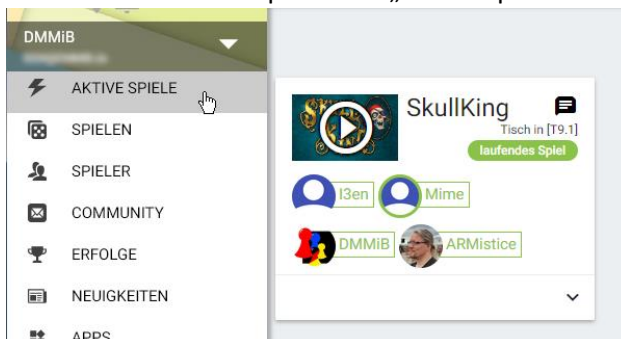 DMMiB
AKTIVE SPIELE
SPIELEN
SPIELER
COMMUNITY
ERFOLGE
NEUIGKEITEN
APPS
SkullKing
Tisch in [T9.1]
laufendes Spiel
I3en
Mime
DMMiB
ARMistice